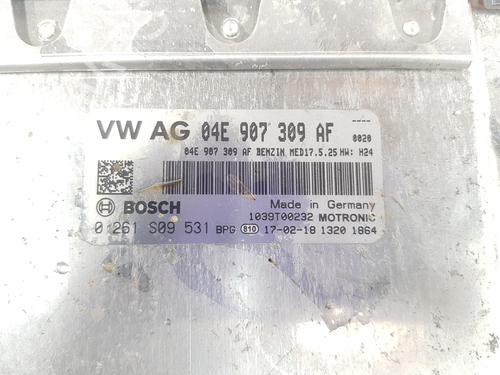 VW AG 04E 907 309 AF
----
0020
04E 907 309 AF BENZIN MED17.5.25 HW: H24
BOSCH
Made in Germany
1039T00232 MOTRONIC
0 261 S09 531 BPG 810 17-02-18 1320 1864